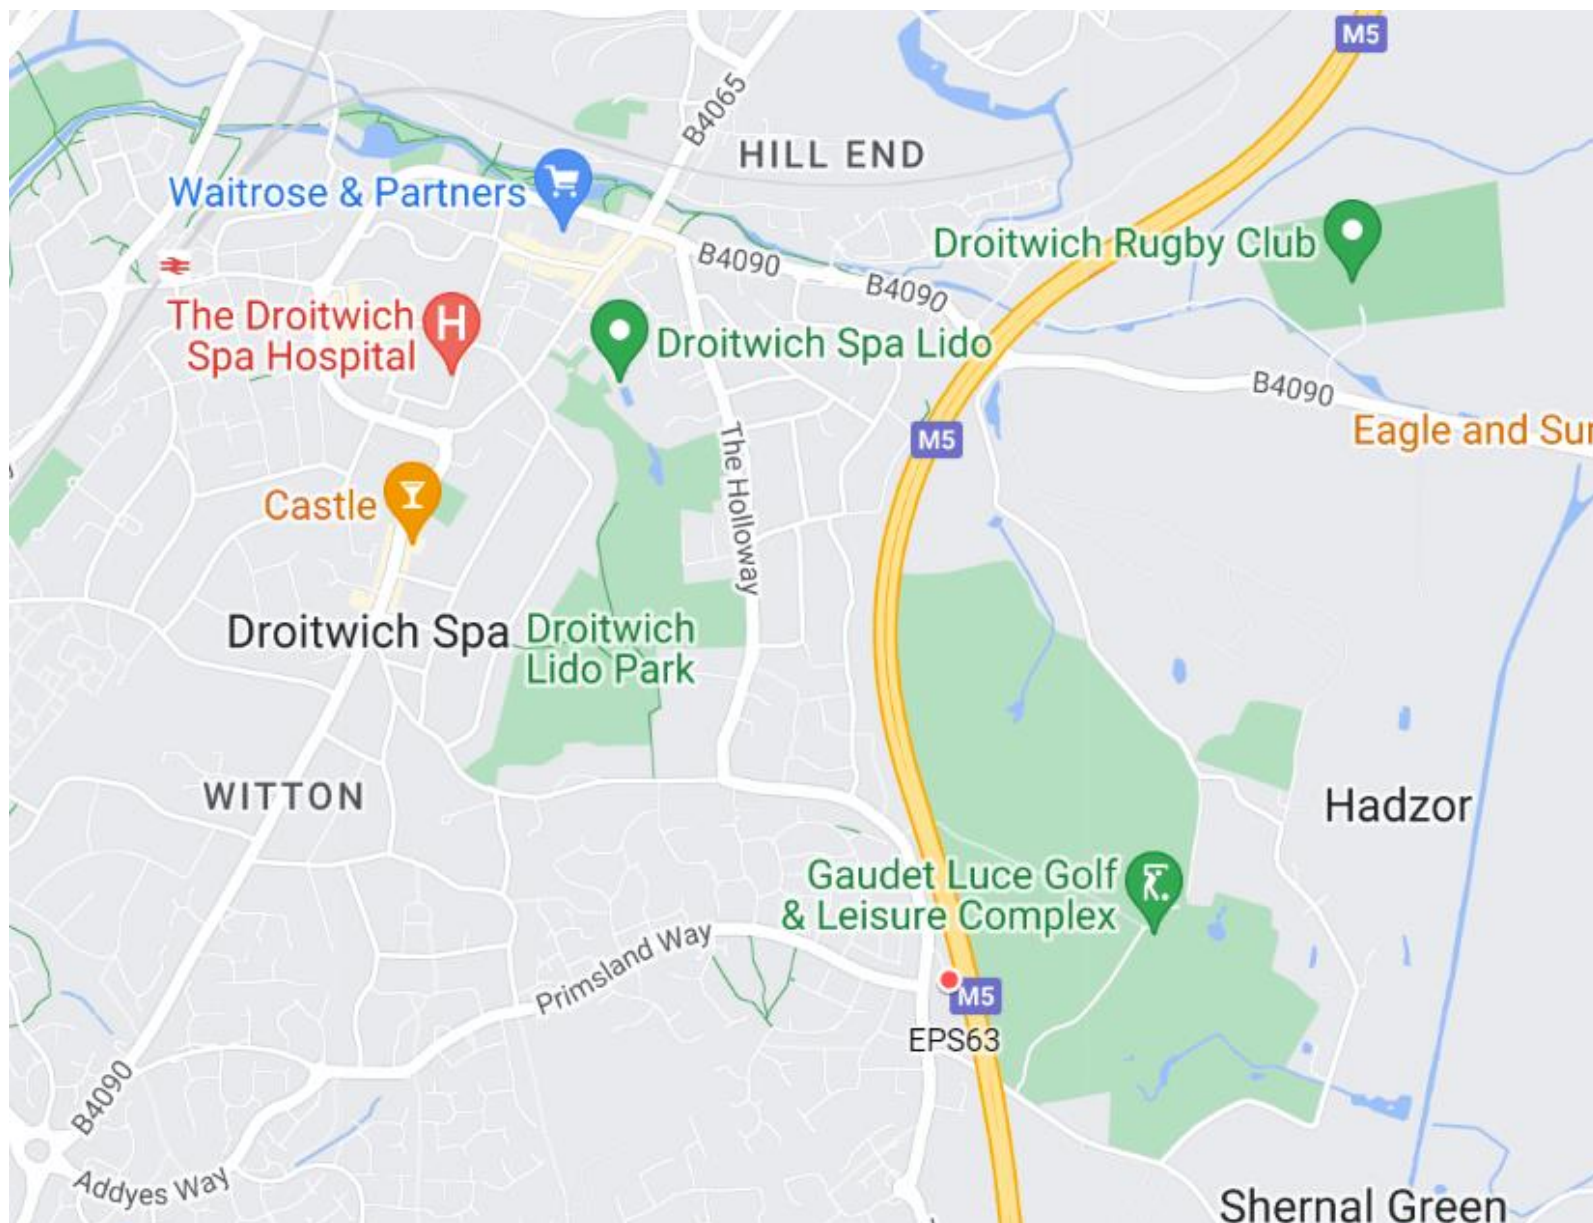 M5
B4065
HILL END
Waitrose & Partners
B4090
B4090
Droitwich Rugby Club
The Droitwich
Spa Hospital
Droitwich Spa Lido
B4090
M5
Eagle and Sun
The Holloway
Castle
Droitwich Spa
Droitwich
Lido Park
WITTON
Hadzor
Gaudet Luce Golf
& Leisure Complex
Primsland Way
M5
EPS63
B4090
Addyes Way
Shernal Green